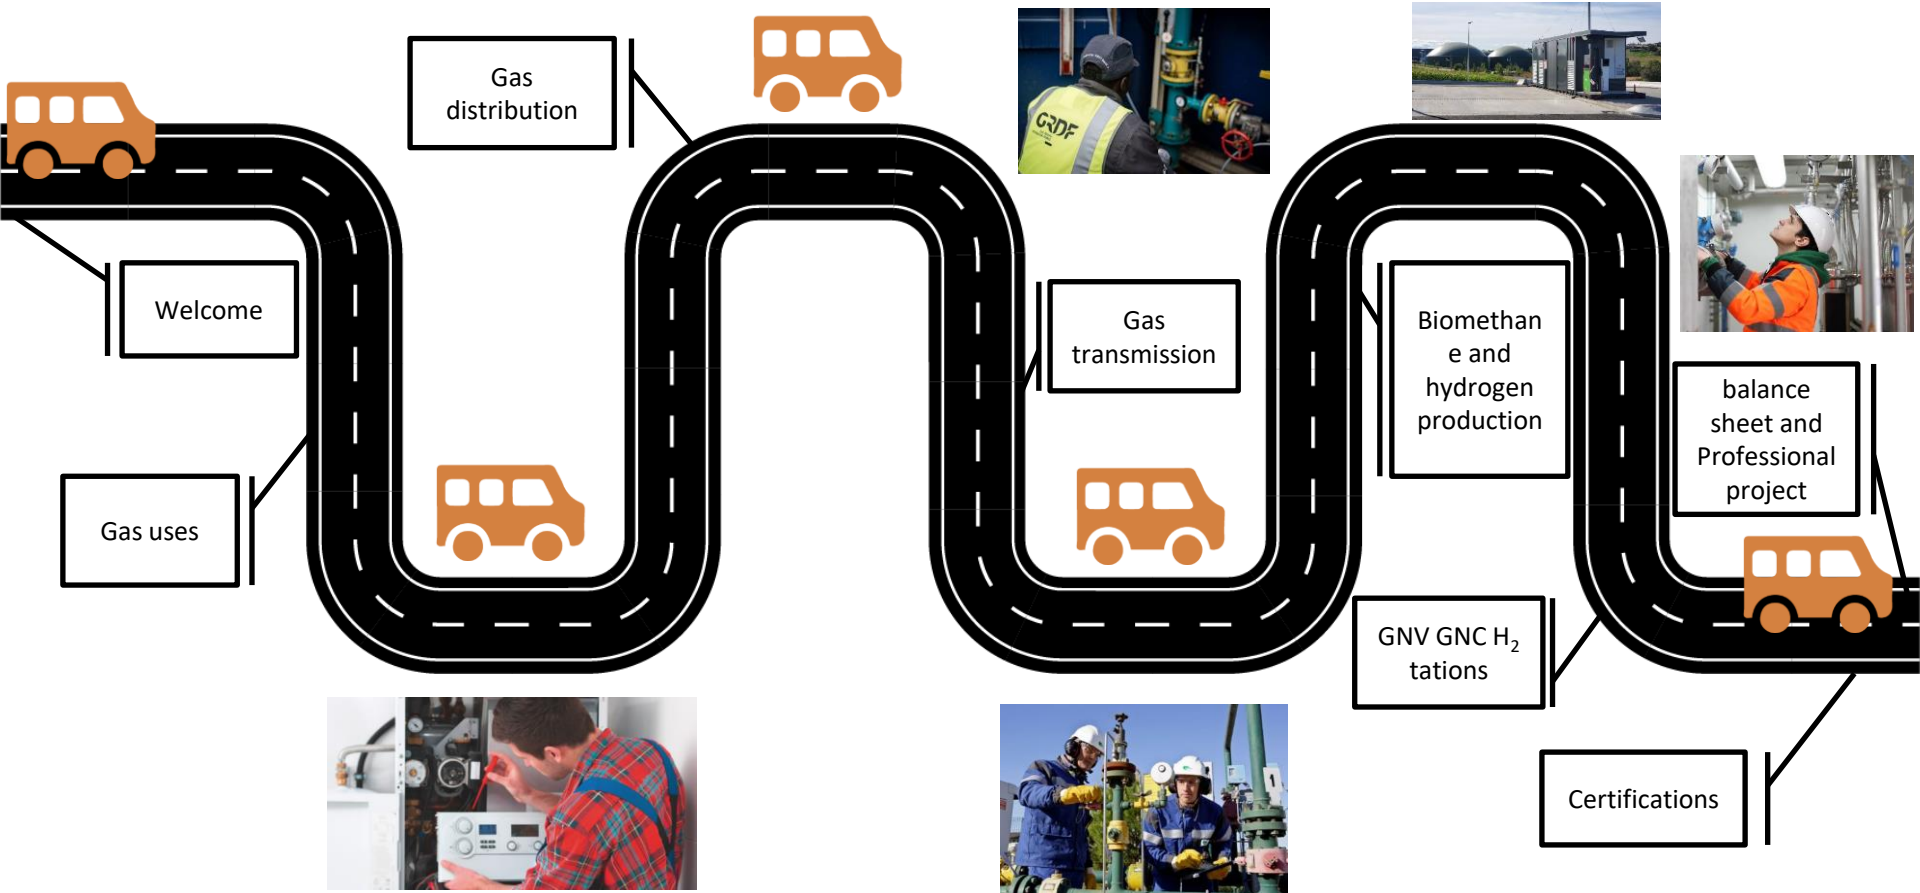 Welcome
Gas uses
Gas
distribution
GRDF
Gas
transmission
Biomethan
e and
hydrogen
production
GNV GNC H₂
tations
balance
sheet and
Professional
project
Certifications